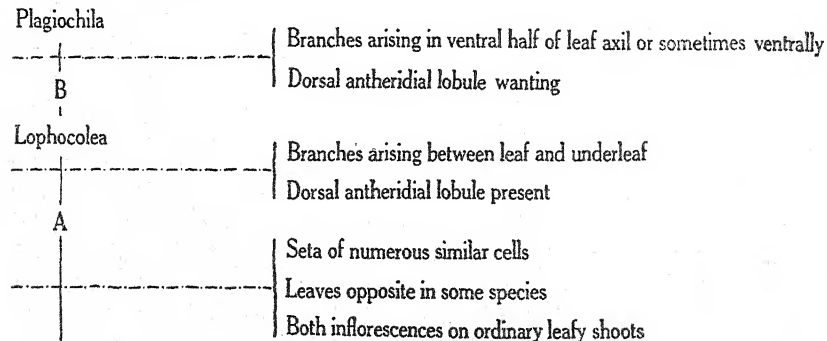 Plagiochila
Branches arising in ventral half of leaf axil or sometimes ventrally
Dorsal antheridial lobule wanting
B
Lophocolea
Branches arising between leaf and underleaf
Dorsal antheridial lobule present
A
Seta of numerous similar cells
Leaves opposite in some species
Both inflorescences on ordinary leafy shoots